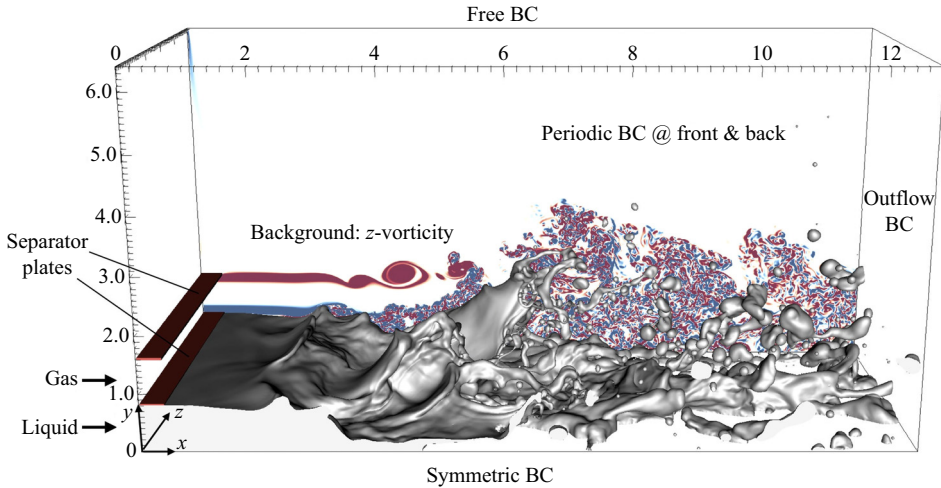 Free BC
0 2 4 6 8 10 12
6.0
Periodic BC @ front & back
5.0
4.0
Outflow
BC
Background: z-vorticity
Separator
plates
3.0
2.0
Gas
1.0
y
z
Liquid
0
x
Symmetric BC